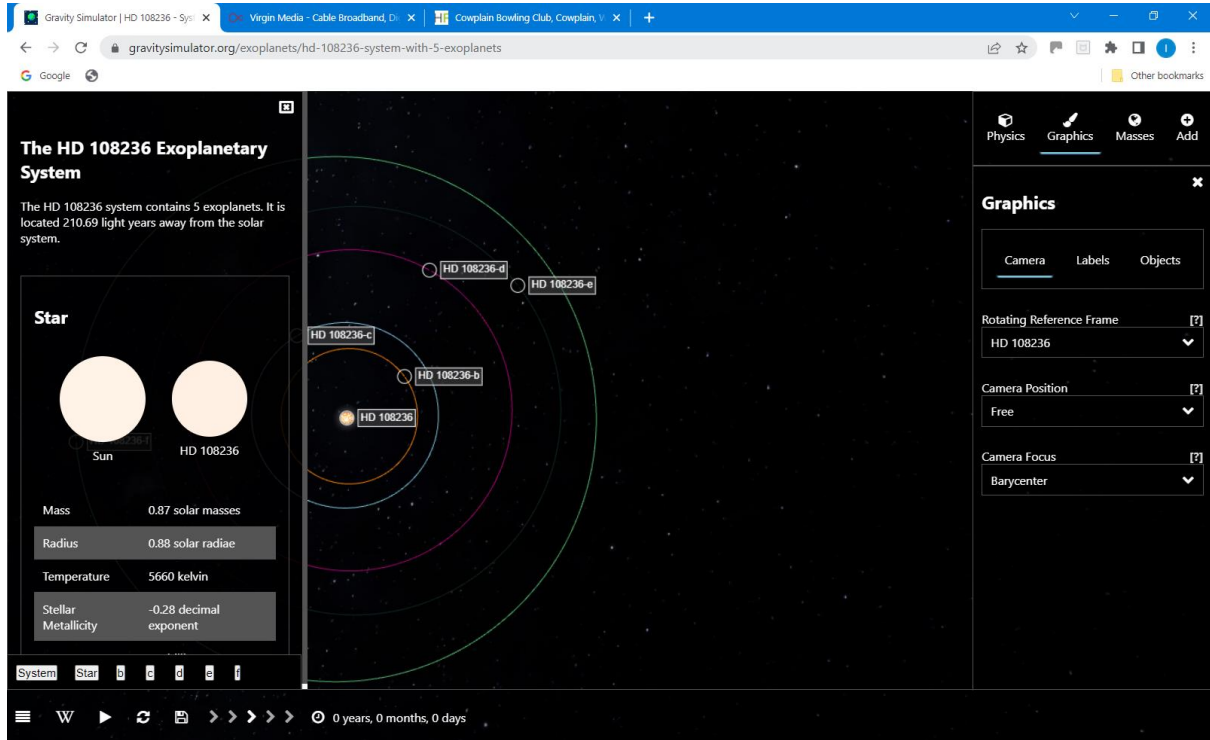 Gravity Simulator | HD 108236 - Sys
Virgin Media - Cable Broadband, Di
Cowplain Bowling Club, Cowplain, W
gravitysimulator.org/exoplanets/hd-108236-system-with-5-exoplanets
Google
Other bookmarks
The HD 108236 Exoplanetary
System
The HD 108236 system contains 5 exoplanets. It is
located 210.69 light years away from the solar
system.
Star
Sun
HD 108236
Mass 0.87 solar masses
Radius 0.88 solar radiae
Temperature 5660 kelvin
Stellar -0.28 decimal
Metallicity exponent
System Star b c d e f
HD 108236-d
HD 108236-e
HD 108236-c
HD 108236-b
HD 108236
HD 108236-f
Physics Graphics Masses Add
Graphics
Camera Labels Objects
Rotating Reference Frame [?]
HD 108236
Camera Position [?]
Free
Camera Focus [?]
Barycenter
W
0 years, 0 months, 0 days